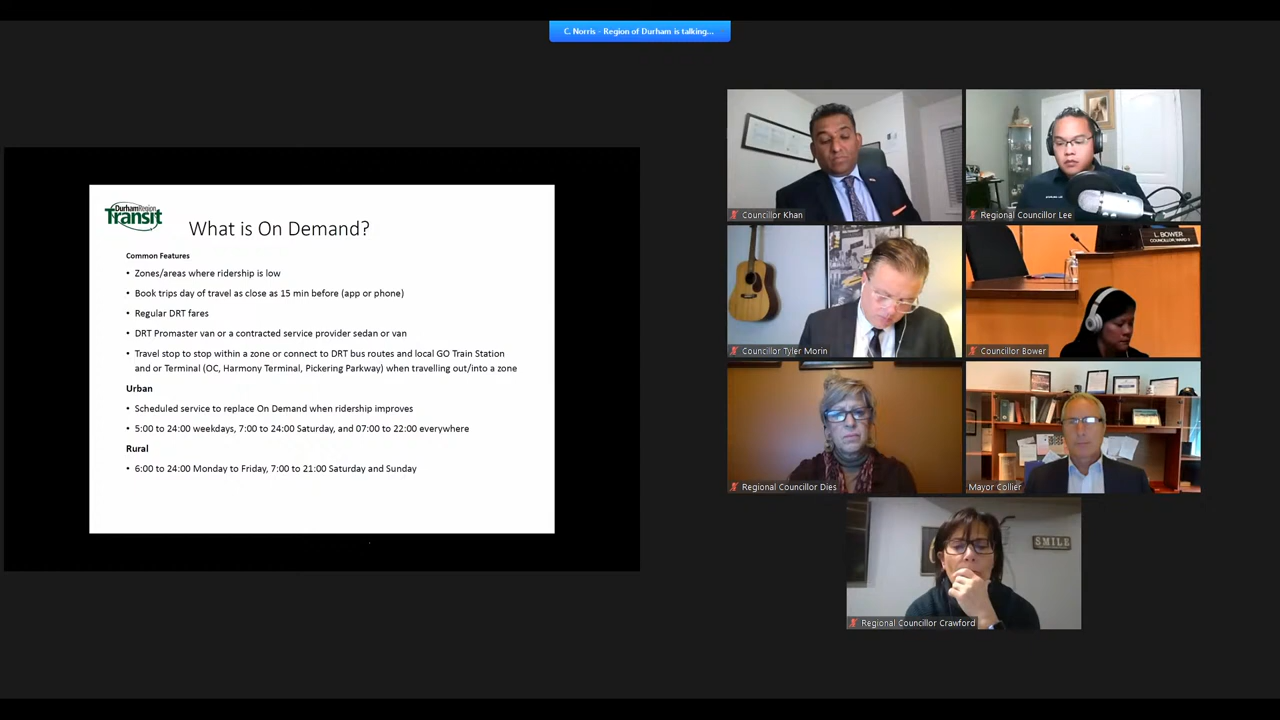 C. Norris - Region of Durham is talking...
Durham Region
Transit
What is On Demand?
Common Features
• Zones/areas where ridership is low
• Book trips day of travel as close as 15 min before (app or phone)
• Regular DRT fares
• DRT Promaster van or a contracted service provider sedan or van
• Travel stop to stop within a zone or connect to DRT bus routes and local GO Train Station
and or Terminal (OC, Harmony Terminal, Pickering Parkway) when travelling out/into a zone
Urban
• Scheduled service to replace On Demand when ridership improves
• 5:00 to 24:00 weekdays, 7:00 to 24:00 Saturday, and 07:00 to 22:00 everywhere
Rural
• 6:00 to 24:00 Monday to Friday, 7:00 to 21:00 Saturday and Sunday
Councillor Khan
Regional Councillor Lee
Councillor Tyler Morin
L. BOWER
COUNCILLOR, WARD
Councillor Bower
Regional Councillor Dies
Mayor Collier
SMILE
Regional Councillor Crawford